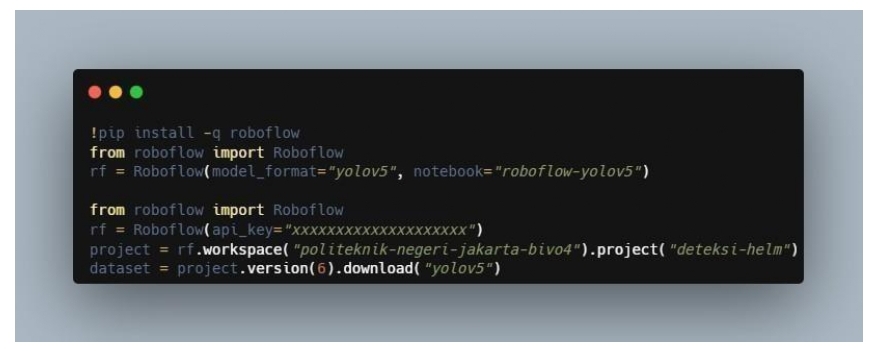 !pip install -q roboflow
from roboflow import Roboflow
rf = Roboflow(model_format="yolov5", notebook="roboflow-yolov5")
from roboflow import Roboflow
rf = Roboflow(api_key="xxxxxxxxxxxxxxxxxxxx")
project = rf.workspace("politeknik-negeri-jakarta-bivo4").project("deteksi-helm")
dataset = project.version(6).download("yolov5")